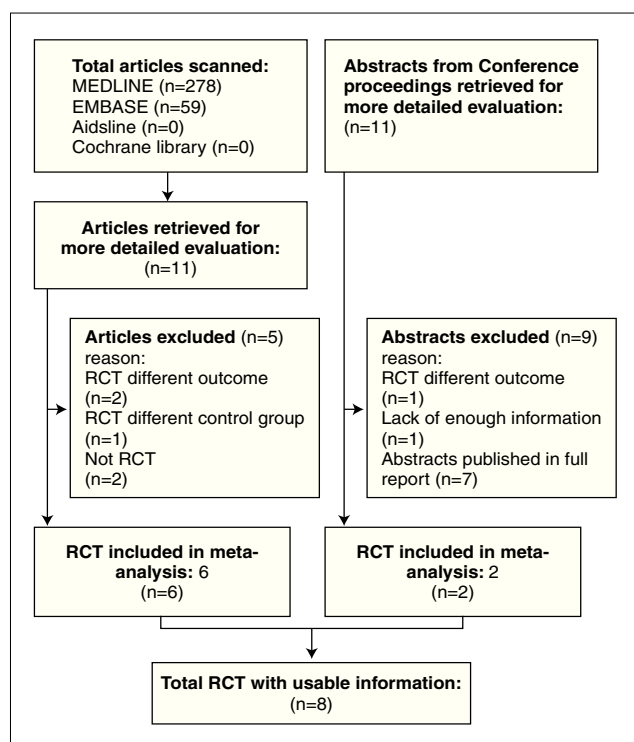 Total articles scanned:
MEDLINE (n=278)
EMBASE (n=59)
Aidsline (n=0)
Cochrane library (n=0)
Abstracts from Conference
proceedings retrieved for
more detailed evaluation:
(n=11)
Articles retrieved for
more detailed evaluation:
(n=11)
Articles excluded (n=5)
reason:
RCT different outcome
(n=2)
RCT different control group
(n=1)
Not RCT
(n=2)
Abstracts excluded (n=9)
reason:
RCT different outcome
(n=1)
Lack of enough information
(n=1)
Abstracts published in full
report (n=7)
RCT included in meta-
analysis: 6
(n=6)
RCT included in meta-
analysis: 2
(n=2)
Total RCT with usable information:
(n=8)